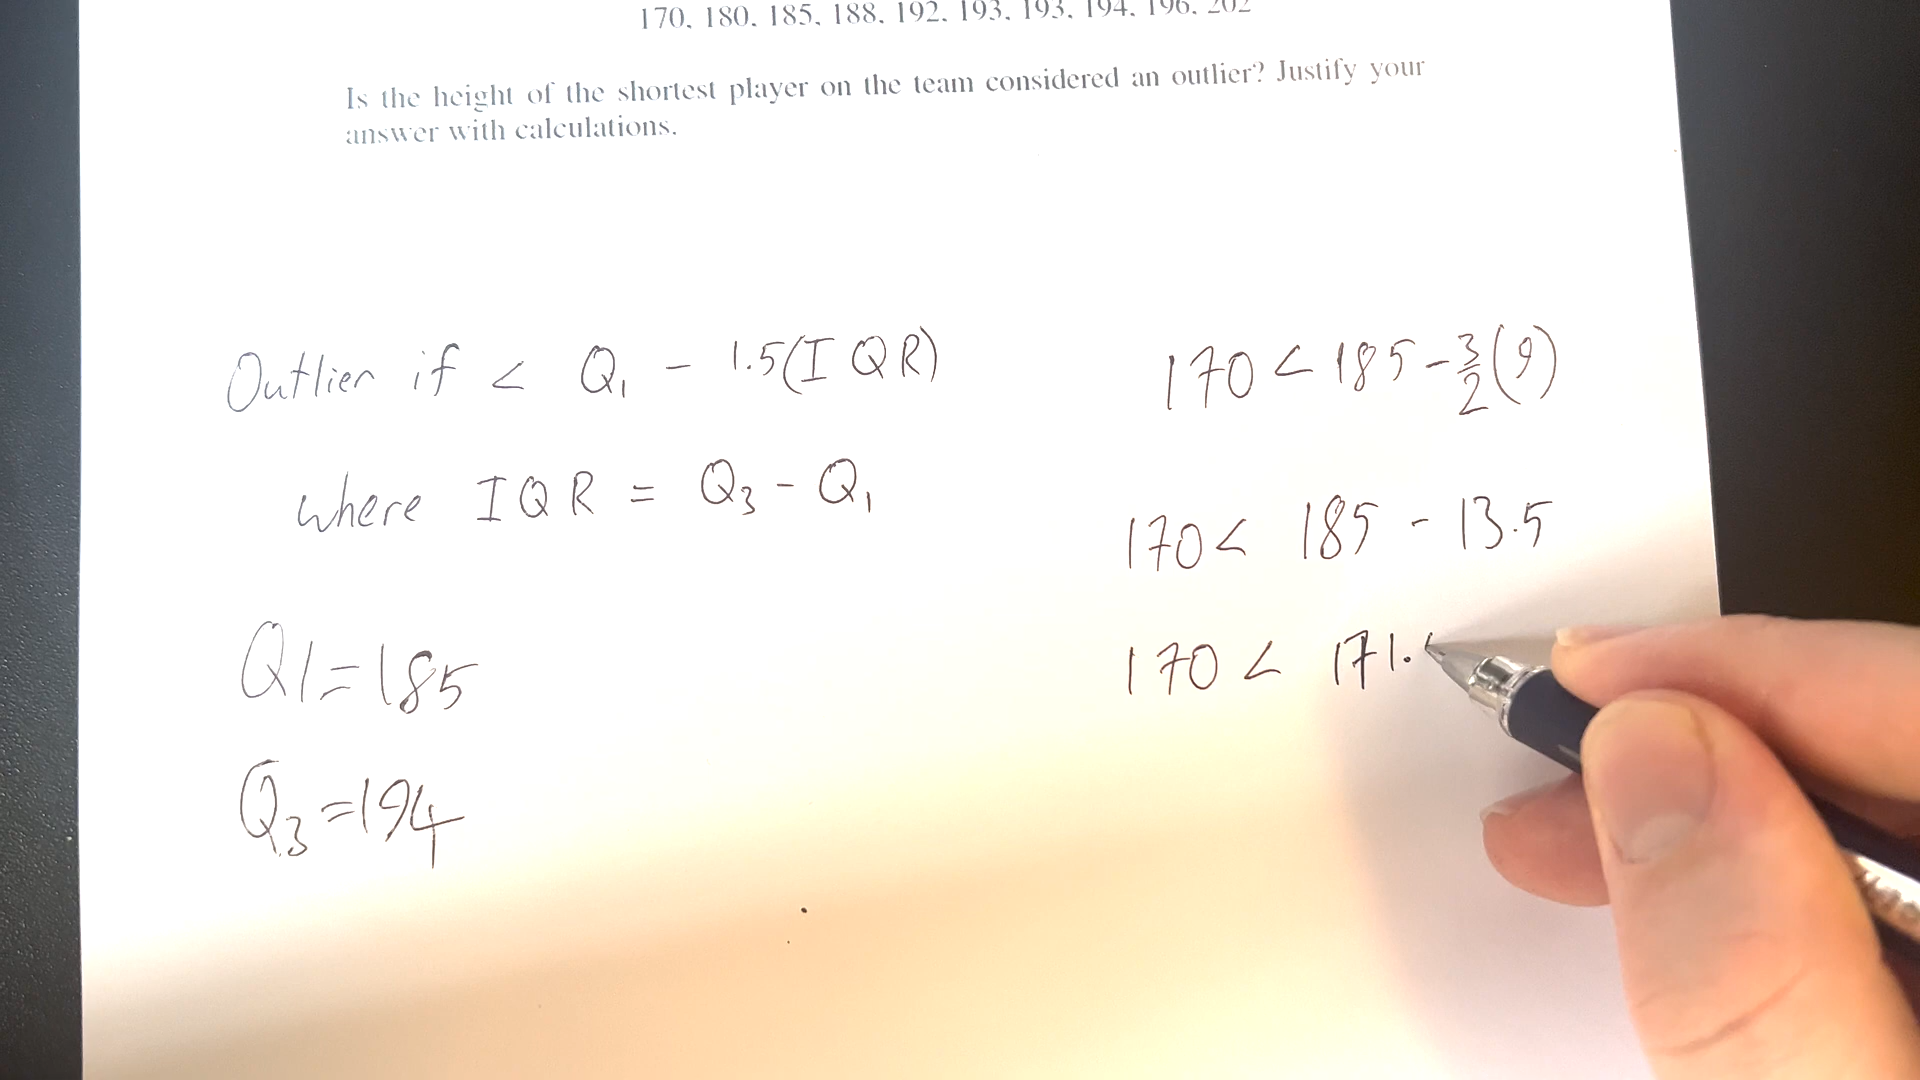 170, 180, 185, 188, 192, 193, 193, 194, 196, 202
Is the height of the shortest player on the team considered an outlier? Justify your
answer with calculations.
Outlier if < Q₁ - 1.5(IQR)
where IQR = Q₃ - Q₁
Q1=185
Q₃=194
170 < 185 - 3/2(9)
170 < 185 - 13.5
170 < 171.